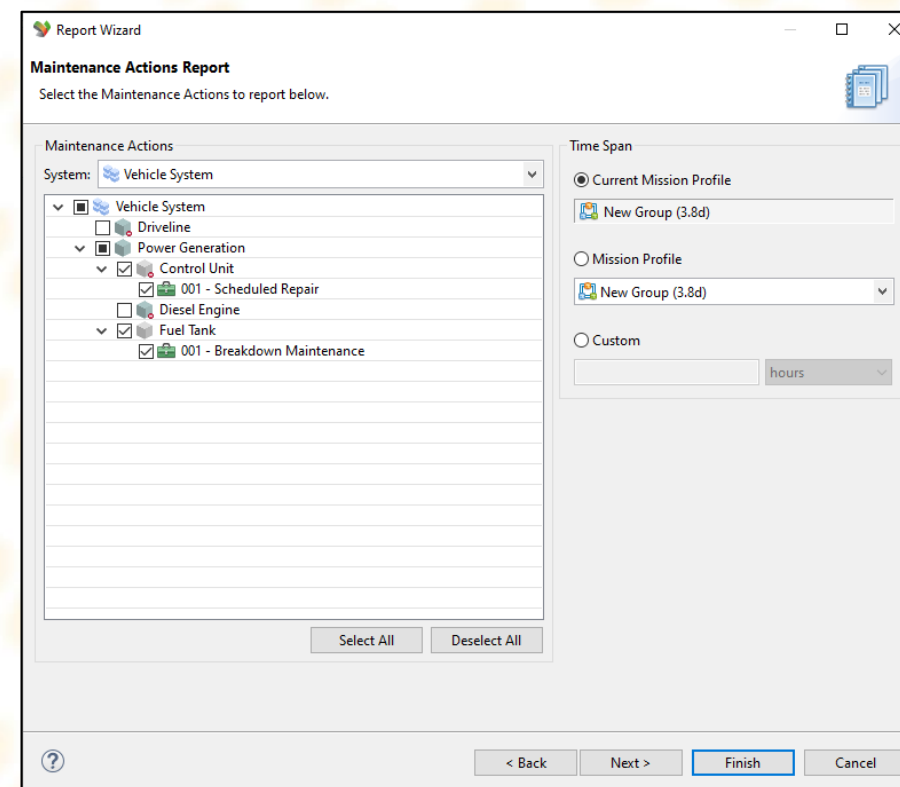 Report Wizard
Maintenance Actions Report
Select the Maintenance Actions to report below.
Maintenance Actions
System:
Vehicle System
Vehicle System
Driveline
Power Generation
Control Unit
001 - Scheduled Repair
Diesel Engine
Fuel Tank
001 - Breakdown Maintenance
Select All
Deselect All
Time Span
Current Mission Profile
New Group (3.8d)
Mission Profile
New Group (3.8d)
Custom
hours
?
< Back
Next >
Finish
Cancel